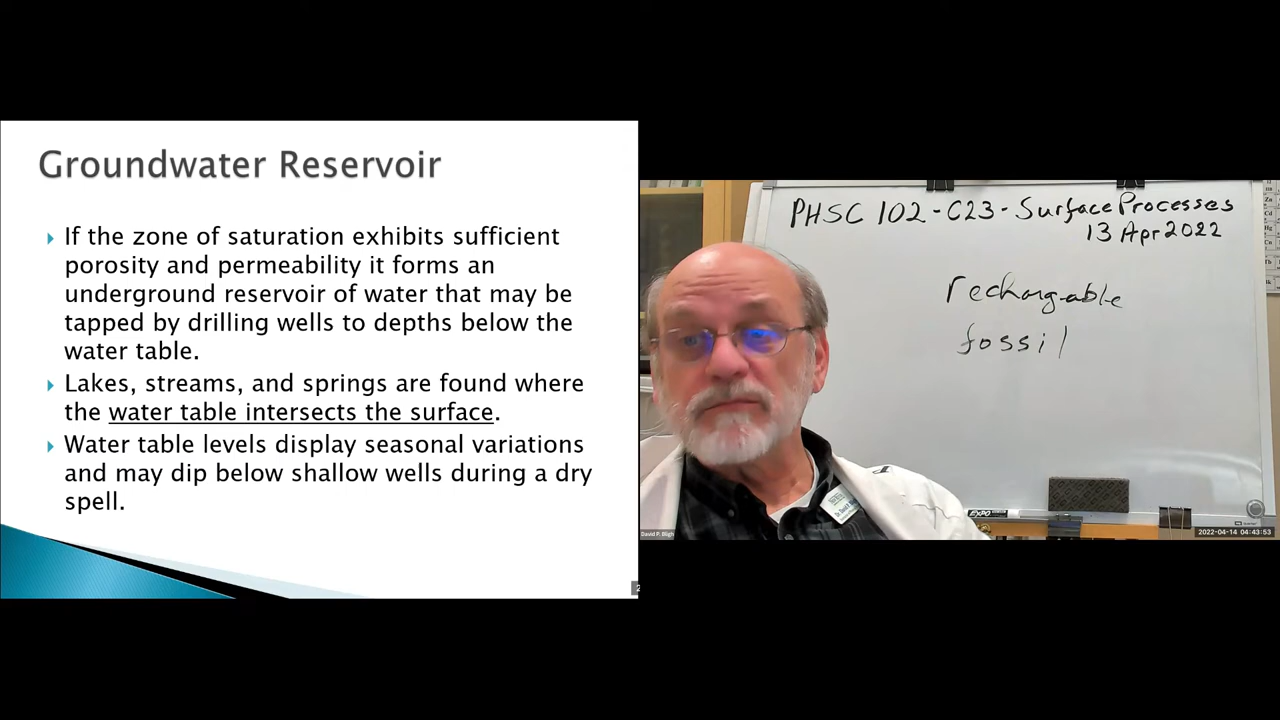 Groundwater Reservoir
If the zone of saturation exhibits sufficient
porosity and permeability it forms an
underground reservoir of water that may be
tapped by drilling wells to depths below the
water table.
Lakes, streams, and springs are found where
the water table intersects the surface.
Water table levels display seasonal variations
and may dip below shallow wells during a dry
spell.
2
PHSC 102 - C23 - Surface Processes
13 Apr 2022
rechargable
fossil
EXPO
David P. Bligh
2022-04-14 04:43:53